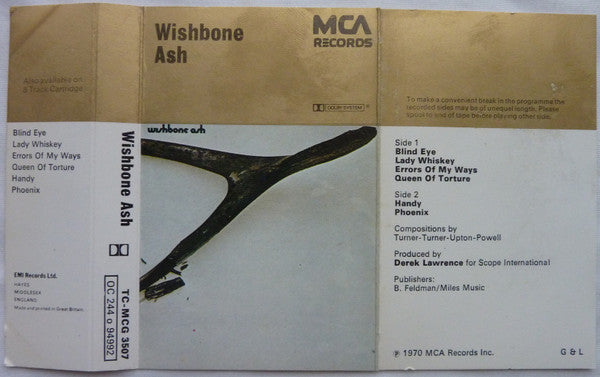 Also available on
8 Track Cartridge
Blind Eye
Lady Whiskey
Errors Of My Ways
Queen Of Torture
Handy
Phoenix
EMI Records Ltd.
HAYES
MIDDLESEX
ENGLAND
Made and printed in Great Britain.
Wishbone Ash
TC-MCG 3507
OC 244 o 94992
Wishbone
Ash
MCA
RECORDS
DOLBY SYSTEM ®
wishbone ash
To make a convenient break in the programme the
recorded sides may be of unequal length. Please
spool to end of tape before playing other side.
Side 1
Blind Eye
Lady Whiskey
Errors Of My Ways
Queen Of Torture
Side 2
Handy
Phoenix
Compositions by
Turner-Turner-Upton-Powell
Produced by
Derek Lawrence for Scope International
Publishers:
B. Feldman/Miles Music
℗ 1970 MCA Records Inc.
G & L